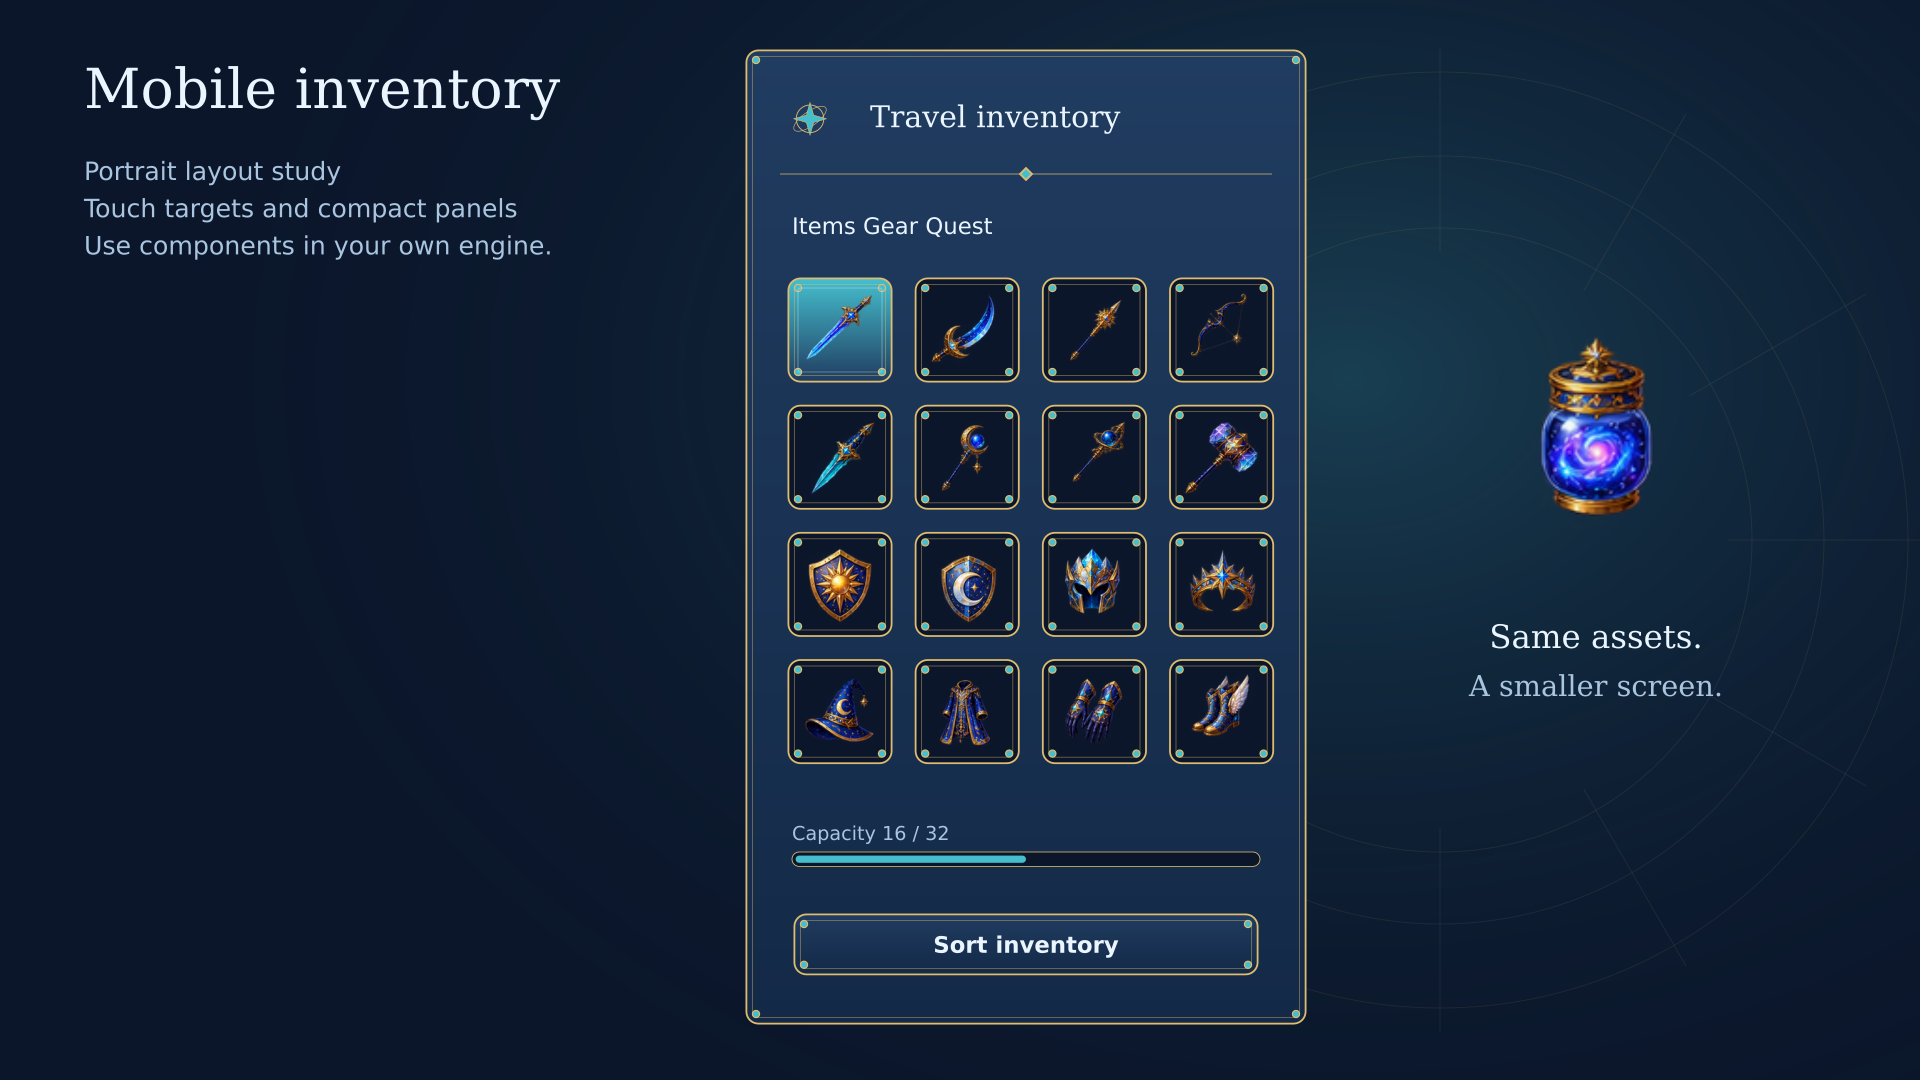 Mobile inventory
Portrait layout study
Touch targets and compact panels
Use components in your own engine.
Travel inventory
Items Gear Quest
Capacity 16 / 32
Sort inventory
Same assets.
A smaller screen.